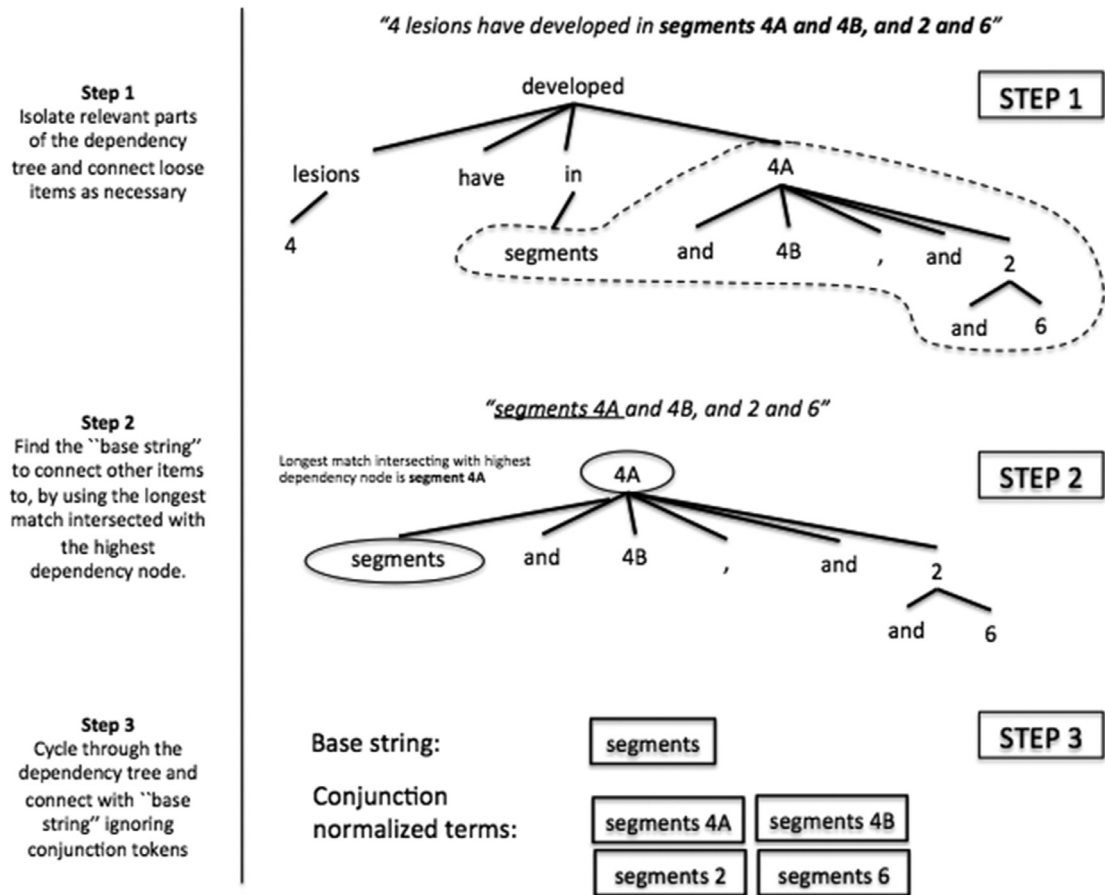 "4 lesions have developed in segments 4A and 4B, and 2 and 6"
Step 1
Isolate relevant parts
of the dependency
tree and connect loose
items as necessary
STEP 1
developed
lesions
have
in
4A
4
segments
and
4B
,
and
2
and
6
Step 2
Find the ``base string''
to connect other items
to, by using the longest
match intersected with
the highest
dependency node.
"segments 4A and 4B, and 2 and 6"
STEP 2
Longest match intersecting with highest
dependency node is segment 4A
4A
segments
and
4B
,
and
2
and
6
Step 3
Cycle through the
dependency tree and
connect with ``base
string'' ignoring
conjunction tokens
STEP 3
Base string:
segments
Conjunction
normalized terms:
segments 4A
segments 4B
segments 2
segments 6